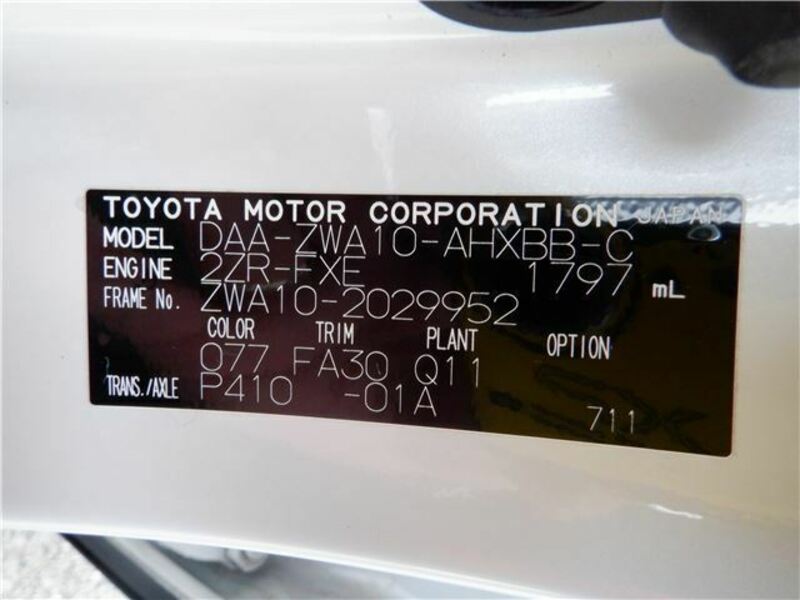 TOYOTA MOTOR CORPORATION JAPAN
MODEL DAA-ZWA10-AHXBB-C
ENGINE 2ZR-FXE 1797 mL
FRAME No. ZWA10-2029952
COLOR TRIM PLANT OPTION
077 FA30 Q11
TRANS./AXLE P410 -01A
711